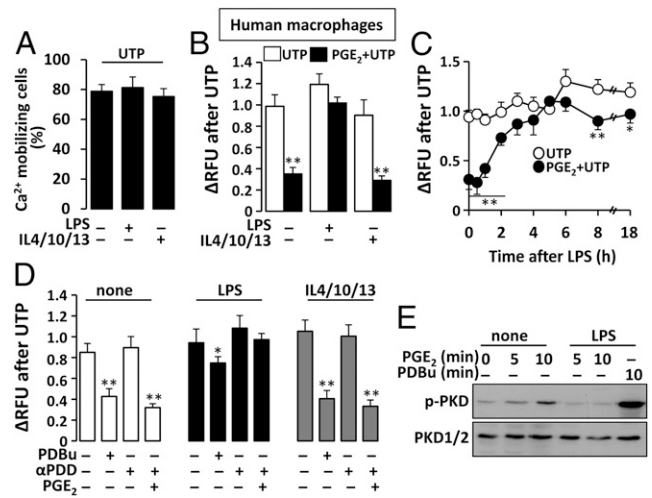 Human macrophages
A
UTP
Ca²⁺ mobilizing cells (%)
100
80
60
40
20
0
LPS – + –
IL4/10/13 – – +
B
UTP PGE₂+UTP
ΔRFU after UTP
1.4
1.2
1.0
0.8
0.6
0.4
0.2
0
** **
LPS – + –
IL4/10/13 – – +
C
ΔRFU after UTP
1.5
1.0
0.5
0
UTP
PGE₂+UTP
** ** *
0 2 4 6 8 18
Time after LPS (h)
D
none LPS IL4/10/13
ΔRFU after UTP
1.4
1.2
1.0
0.8
0.6
0.4
0.2
0
** ** * ** **
PDBu – + – – – + – – – + – –
αPDD – – + + – – + + – – + +
PGE₂ – – – + – – – + – – – +
E
none LPS
PGE₂ (min) 0 5 10 5 10 –
PDBu (min) – – – – – 10
p-PKD
PKD1/2